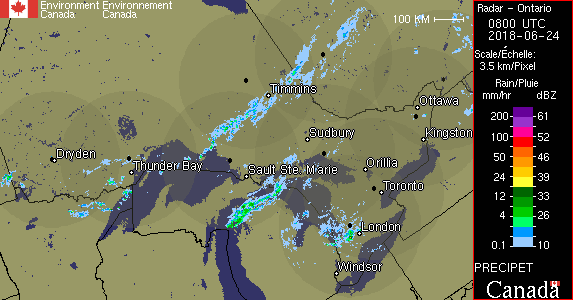 Environment Environnement
Canada Canada
100 KM
Timmins
Ottawa
Sudbury
Kingston
Dryden
Thunder Bay
Sault Ste. Marie
Orillia
Toronto
London
Windsor
Radar - Ontario
0800 UTC
2018-06-24
Scale/Échelle:
3.5 km/Pixel
Rain/Pluie
mm/hr dBZ
200 61
100 52
50 46
24 39
12 33
4 26
0.1 10
PRECIPET
Canada